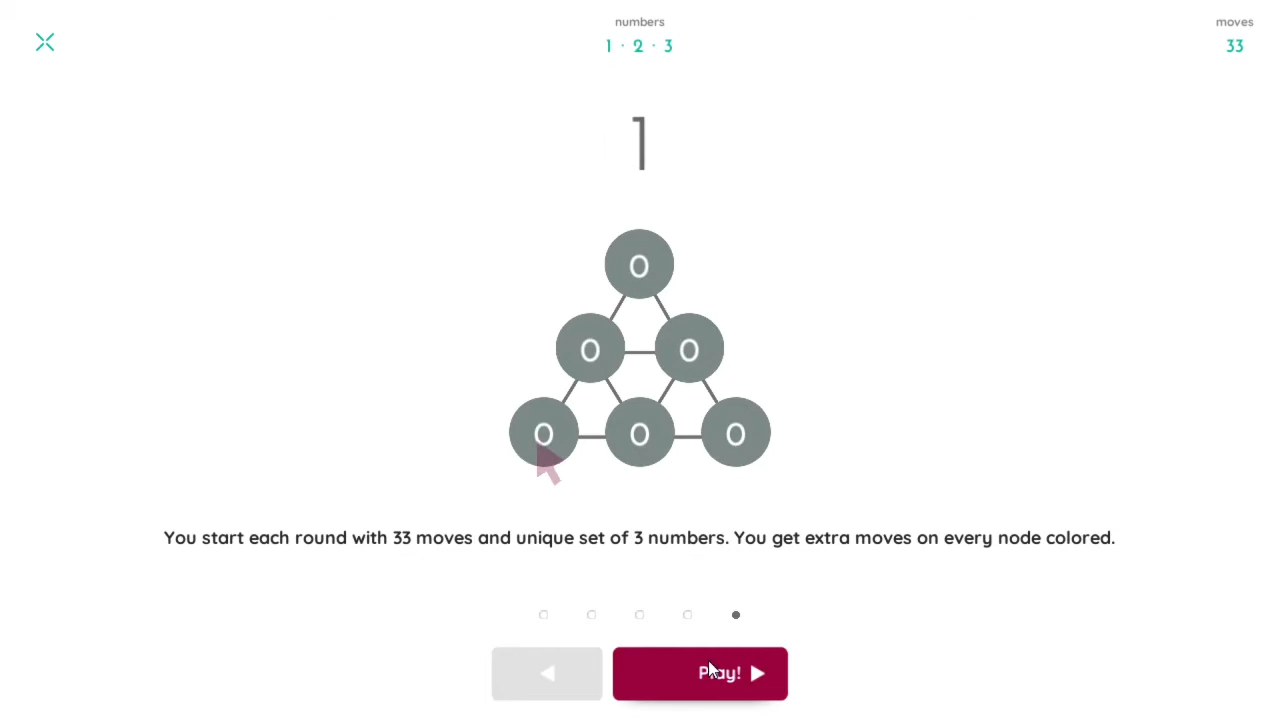 numbers
moves
1 · 2 · 3
33
1
0
0 0
0 0 0
You start each round with 33 moves and unique set of 3 numbers. You get extra moves on every node colored.
Play!